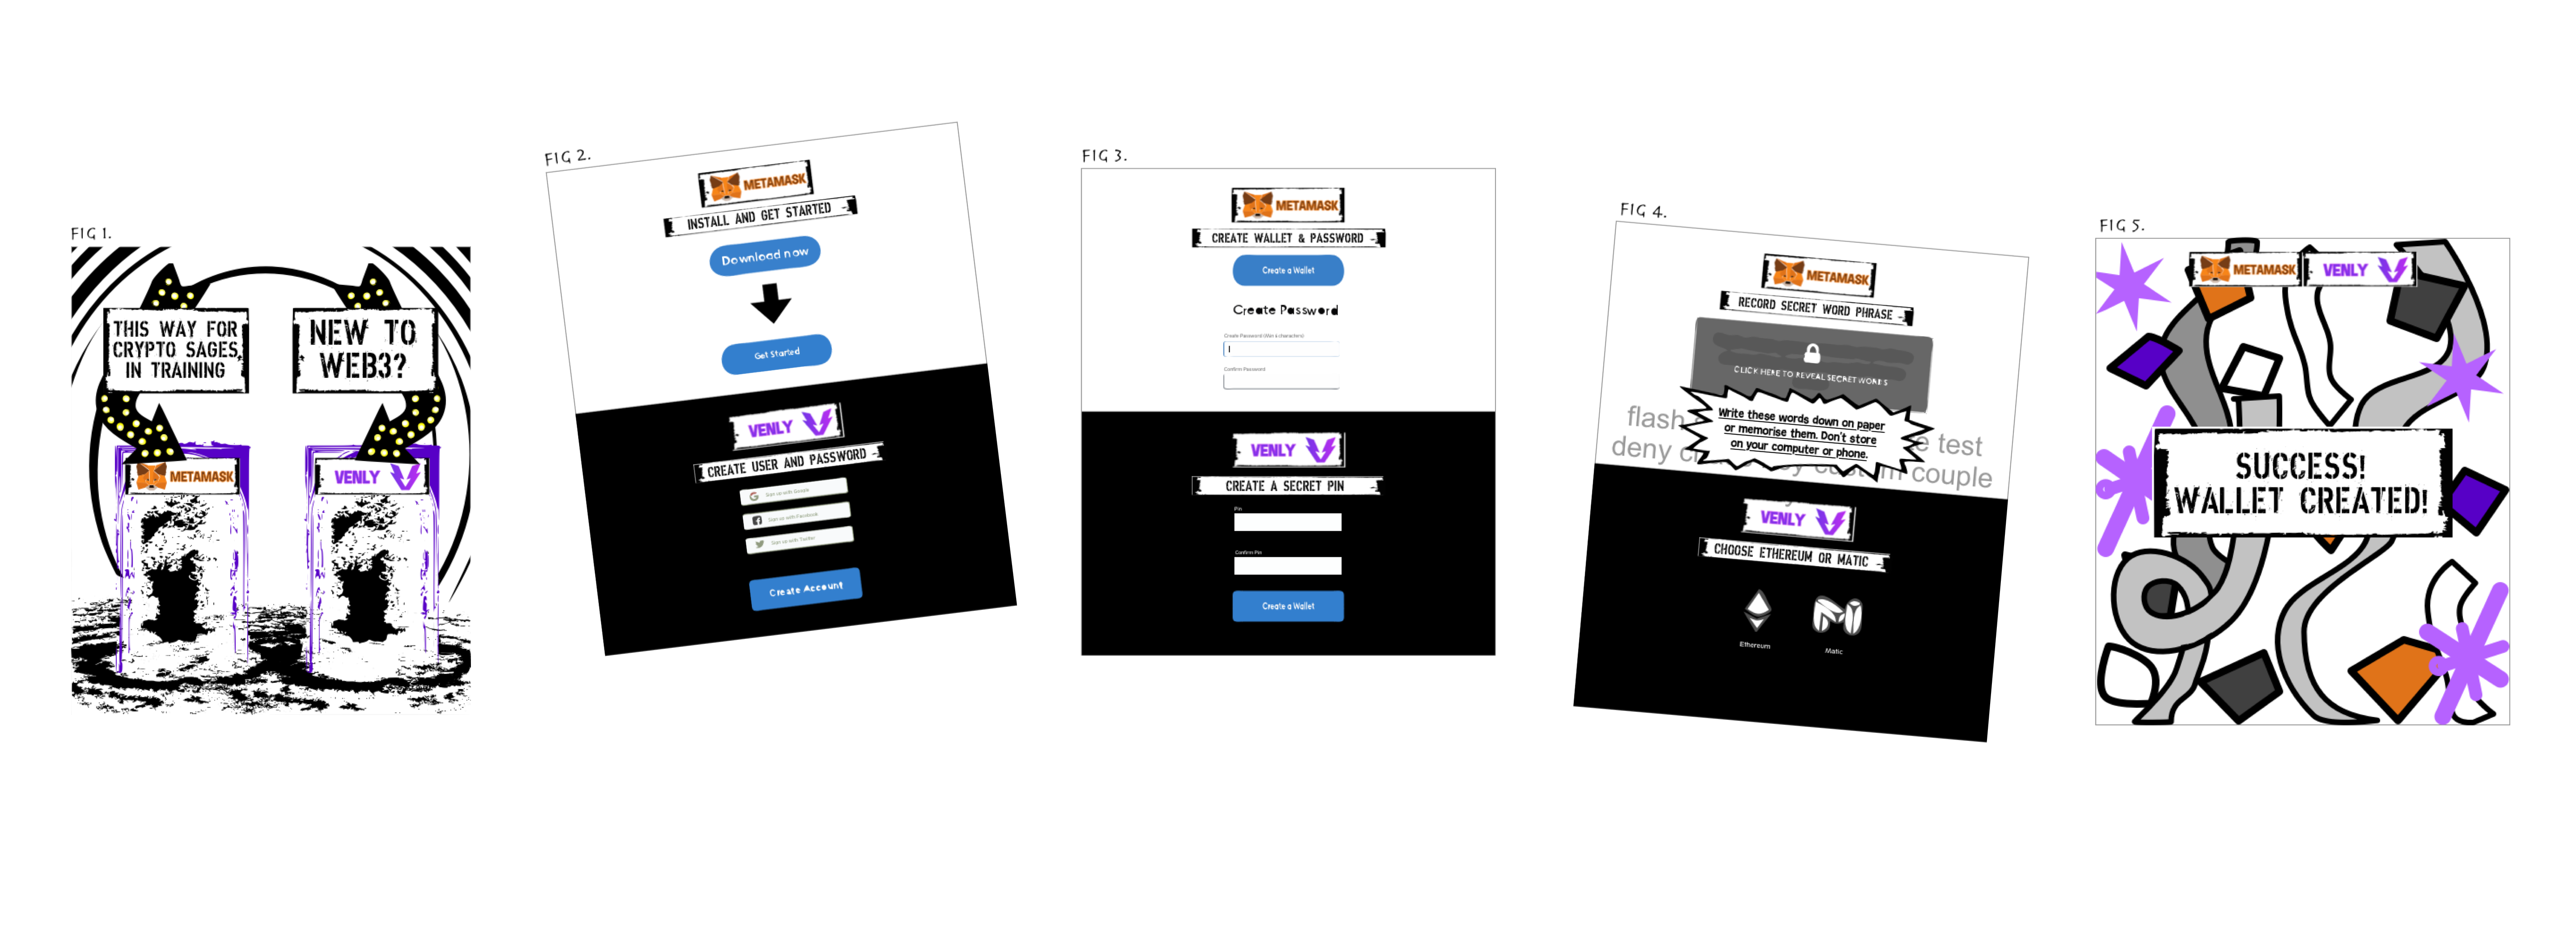 FIG 1.
THIS WAY FOR
CRYPTO SAGES
IN TRAINING
NEW TO
WEB3?
METAMASK
VENLY
FIG 2.
METAMASK
INSTALL AND GET STARTED
Download now
Get Started
VENLY
CREATE USER AND PASSWORD
Sign up with Google
Sign up with Facebook
Sign up with Twitter
Create Account
FIG 3.
METAMASK
CREATE WALLET & PASSWORD
Create a Wallet
Create Password
Create Password (Min 8 characters)
Confirm Password
VENLY
CREATE A SECRET PIN
Pin
Confirm Pin
Create a Wallet
FIG 4.
METAMASK
RECORD SECRET WORD PHRASE
CLICK HERE TO REVEAL SECRET WORDS
Write these words down on paper
or memorise them. Don't store
on your computer or phone.
flash test
deny couple
VENLY
CHOOSE ETHEREUM OR MATIC
Ethereum
Matic
FIG 5.
METAMASK
VENLY
SUCCESS!
WALLET CREATED!